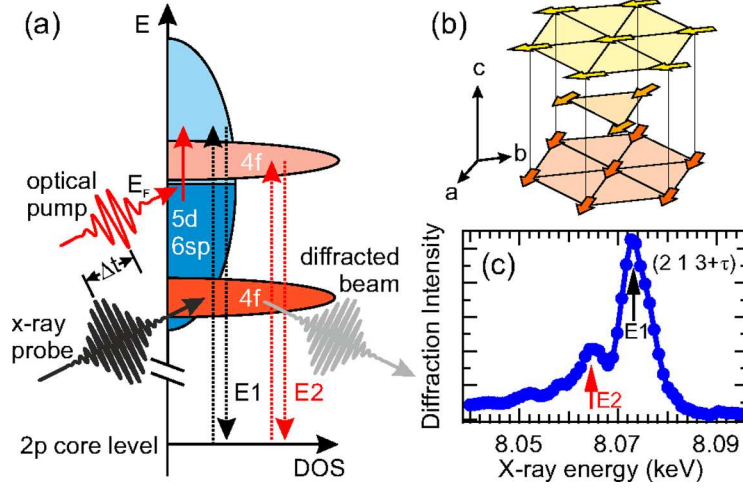 (a)
E
4f
optical
pump
E_F
5d
6sp
Δt
diffracted
beam
4f
x-ray
probe
E1
E2
2p core level
DOS
(b)
c
b
a
Diffraction Intensity
(c)
(2 1 3+τ)
E1
E2
8.05
8.07
8.09
X-ray energy (keV)